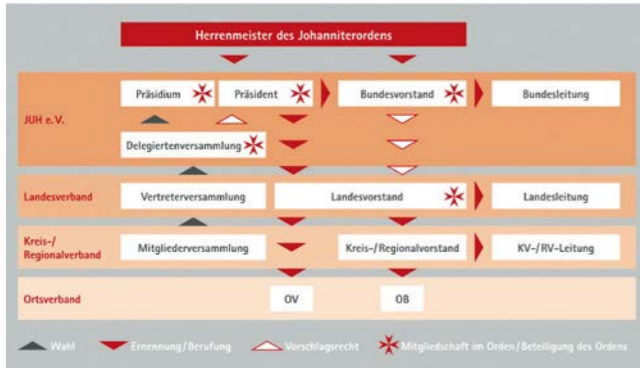 Herrenmeister des Johanniterordens
Präsidium
Präsident
Bundesvorstand
Bundesleitung
JUH e.V.
Delegiertenversammlung
Landesverband
Vertreterversammlung
Landesvorstand
Landesleitung
Kreis-/
Regionalverband
Mitgliederversammlung
Kreis-/Regionalvorstand
KV-/RV-Leitung
Ortsverband
OV
OB
Wahl
Ernennung/Berufung
Vorschlagsrecht
Mitgliedschaft im Orden/Beteiligung des Ordens